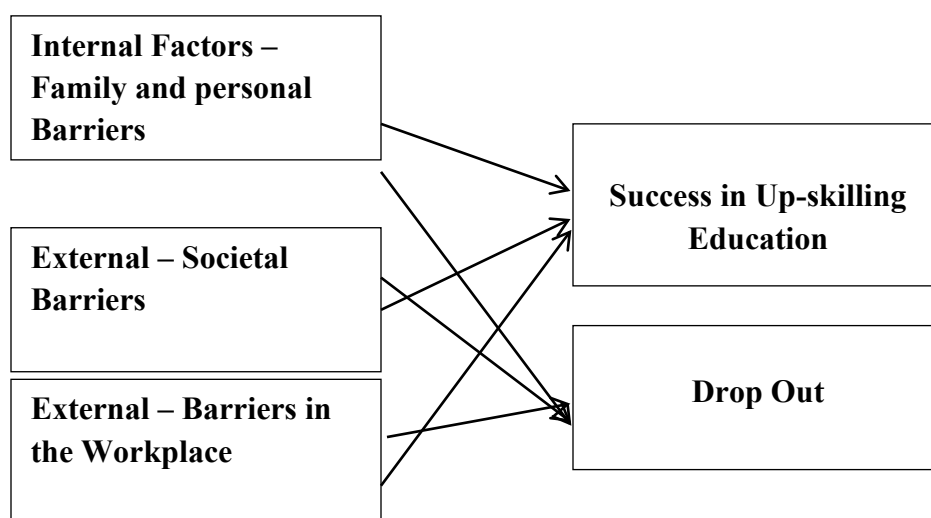 Internal Factors –
Family and personal
Barriers
External – Societal
Barriers
External – Barriers in
the Workplace
Success in Up-skilling
Education
Drop Out